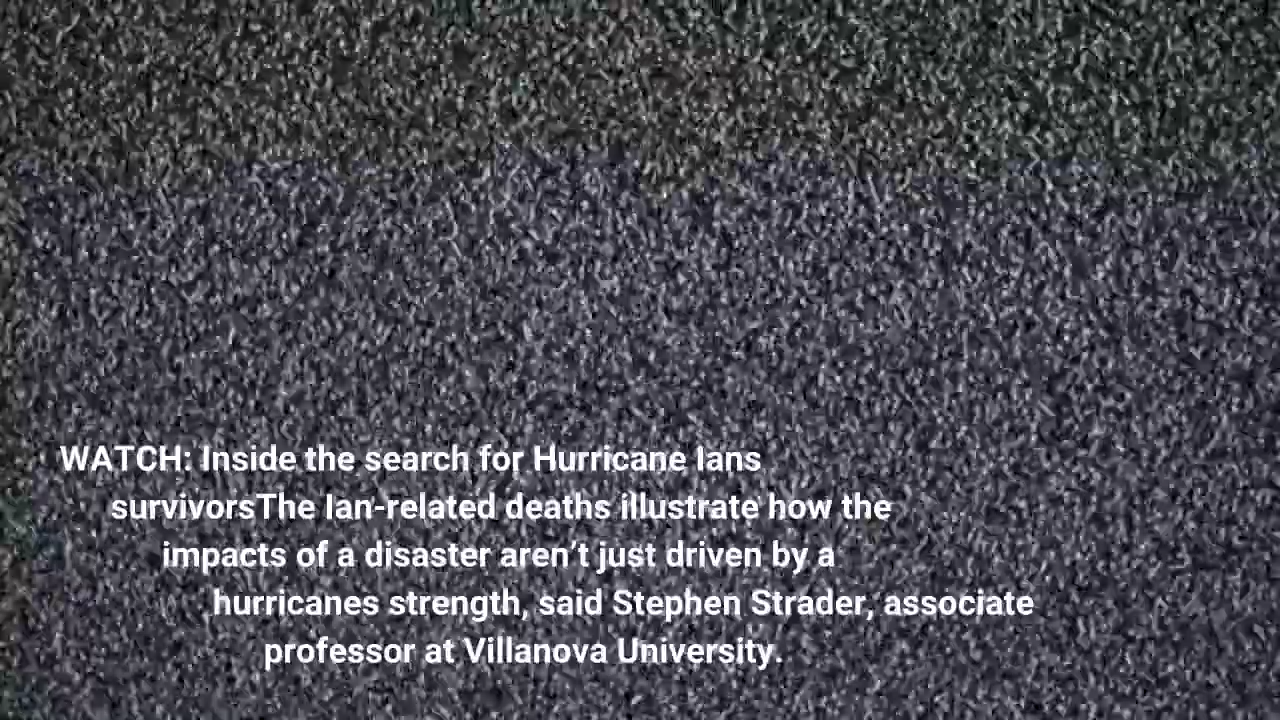 WATCH: Inside the search for Hurricane Ians
survivorsThe Ian-related deaths illustrate how the
impacts of a disaster aren’t just driven by a
hurricanes strength, said Stephen Strader, associate
professor at Villanova University.